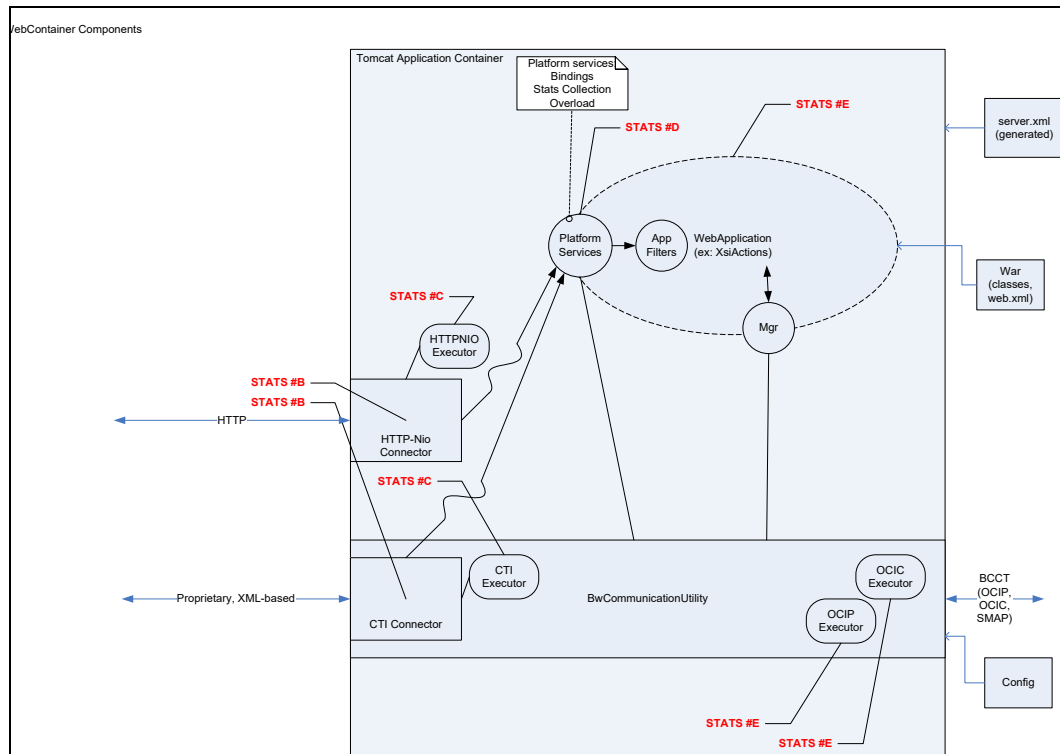 /ebContainer Components
Tomcat Application Container
Platform services
Bindings
Stats Collection
Overload
STATS #E
server.xml
(generated)
STATS #D
Platform
Services
App
Filters
WebApplication
(ex: XsiActions)
War
(classes,
web.xml)
STATS #C
Mgr
HTTPNIO
Executor
STATS #B
STATS #B
HTTP
HTTP-Nio
Connector
STATS #C
CTI
Executor
OCIC
Executor
BCCT
(OCIP,
OCIC,
SMAP)
Proprietary, XML-based
BwCommunicationUtility
CTI Connector
OCIP
Executor
Config
STATS #E
STATS #E